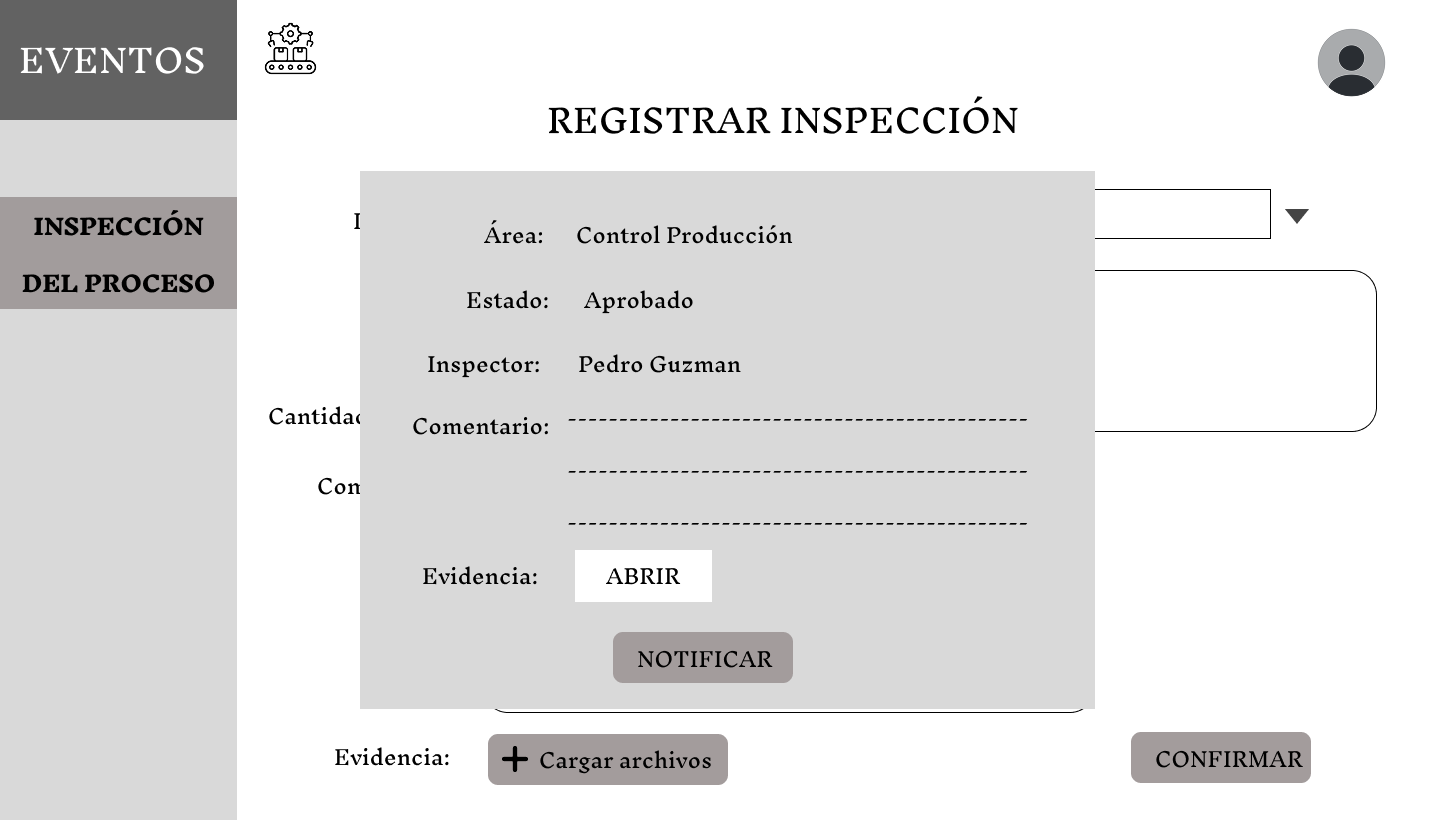 EVENTOS
REGISTRAR INSPECCIÓN
INSPECCIÓN
DEL PROCESO
Área: Control Producción
Estado: Aprobado
Inspector: Pedro Guzman
Cantidad
Comentario: ----------------------------------------------------
----------------------------------------------------
Com
----------------------------------------------------
Evidencia: ABRIR
NOTIFICAR
Evidencia: + Cargar archivos
CONFIRMAR